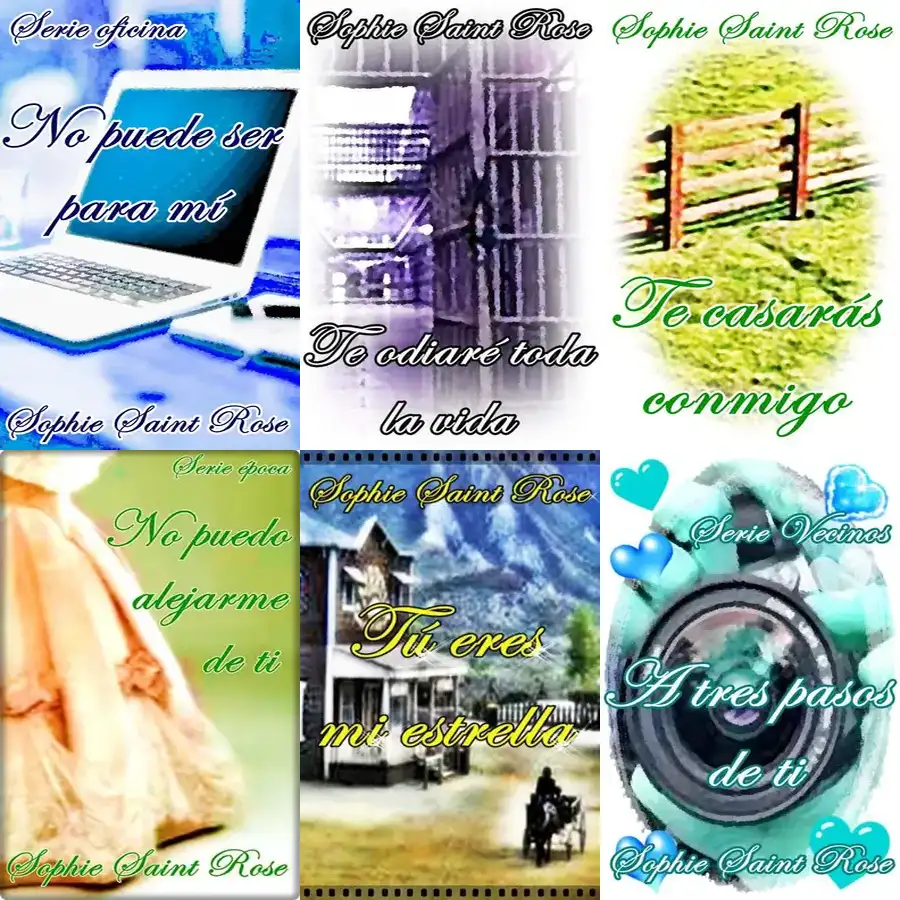 Serie oficina
No puede ser
para mí
Sophie Saint Rose
Sophie Saint Rose
Te odiaré toda
la vida
Sophie Saint Rose
Te casarás
conmigo
Serie época
No puedo
alejarme
de ti
Sophie Saint Rose
Sophie Saint Rose
Tú eres
mi estrella
Serie Vecinos
A tres pasos
de ti
Sophie Saint Rose